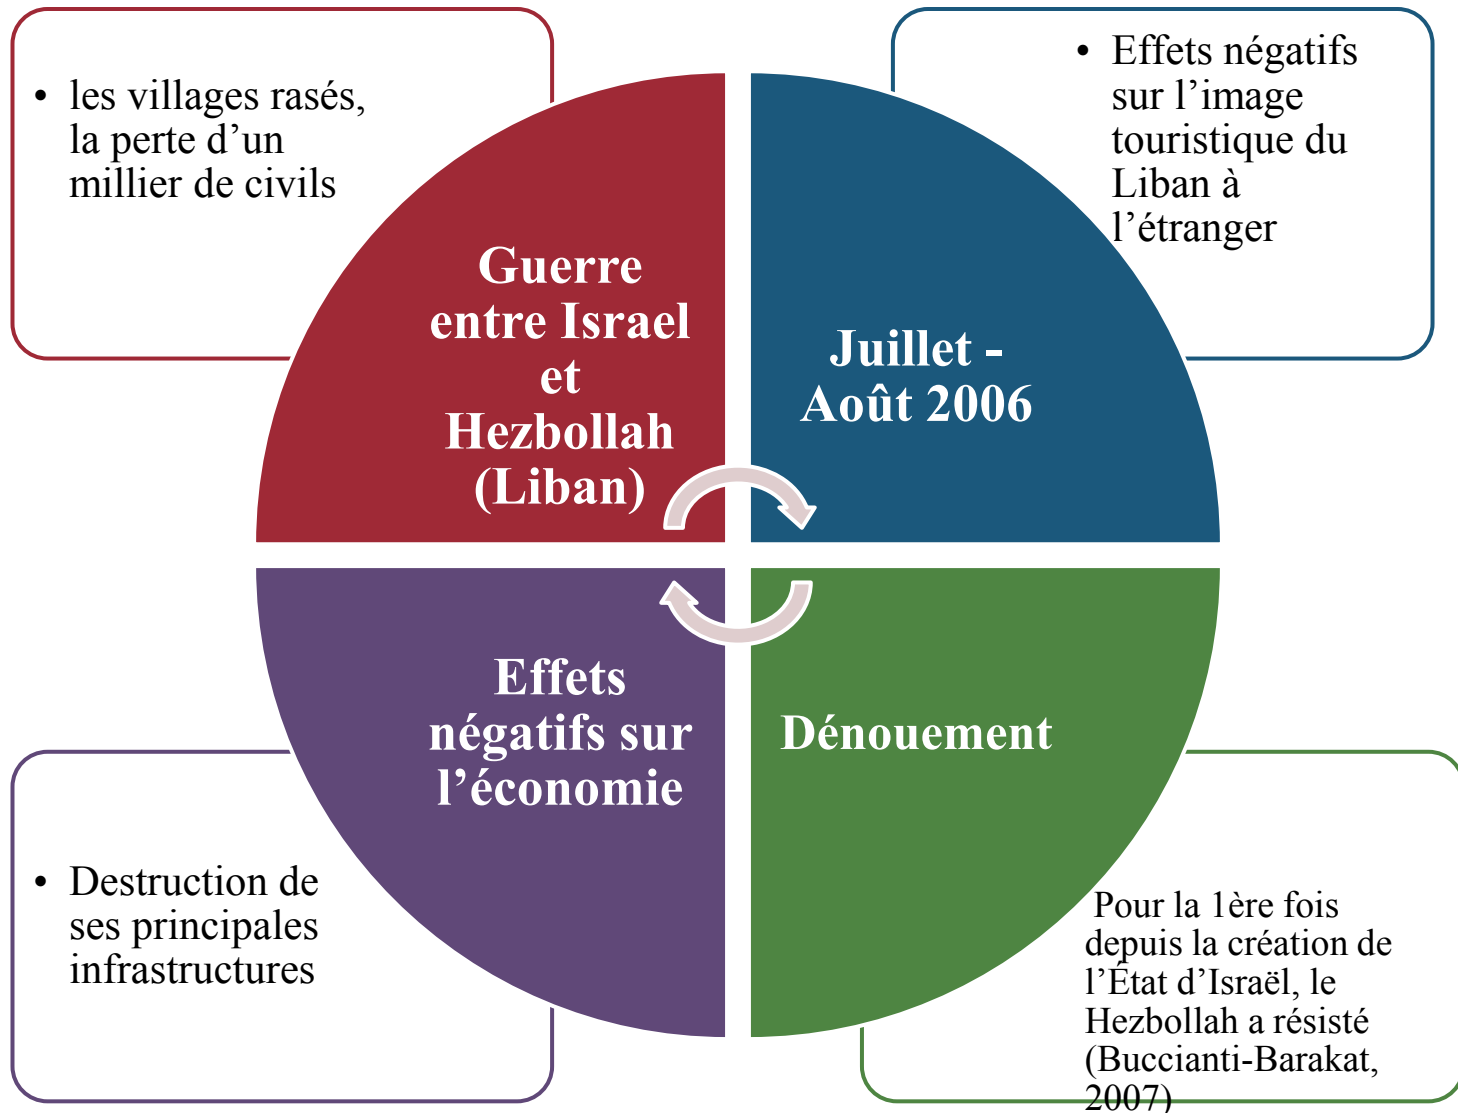 • les villages rasés,
la perte d’un
millier de civils
Guerre
entre Israel
et
Hezbollah
(Liban)
• Effets négatifs
sur l’image
touristique du
Liban à
l’étranger
Juillet -
Août 2006
Effets
négatifs sur
l’économie
• Destruction de
ses principales
infrastructures
Dénouement
Pour la 1ère fois
depuis la création de
l’État d’Israël, le
Hezbollah a résisté
(Buccianti-Barakat,
2007)